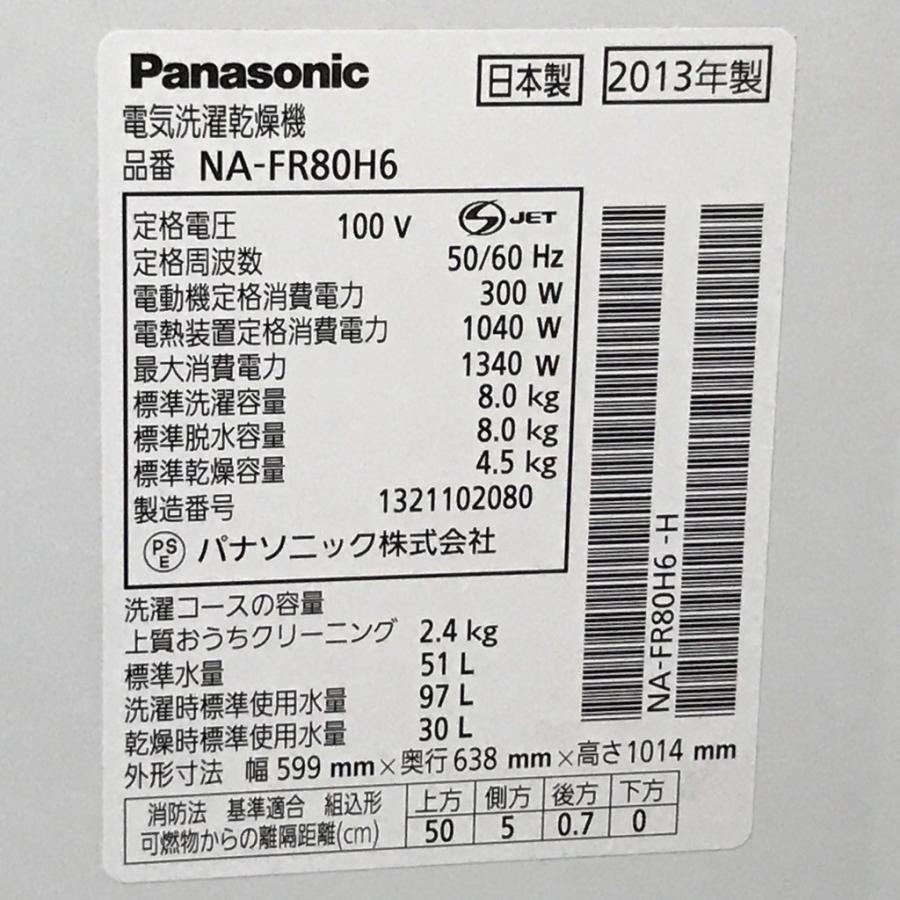 Panasonic 日本製 2013年製
電気洗濯乾燥機
品番 NA-FR80H6
定格電圧 100 V JET
定格周波数 50/60 Hz
電動機定格消費電力 300 W
電熱装置定格消費電力 1040 W
最大消費電力 1340 W
標準洗濯容量 8.0 kg
標準脱水容量 8.0 kg
標準乾燥容量 4.5 kg
製造番号 1321102080
PSE パナソニック株式会社
NA-FR80H6 -H
洗濯コースの容量
上質おうちクリーニング 2.4 kg
標準水量 51 L
洗濯時標準使用水量 97 L
乾燥時標準使用水量 30 L
外形寸法 幅 599 mm×奥行 638 mm×高さ 1014 mm
消防法 基準適合 組込形 上方 側方 後方 下方
可燃物からの離隔距離(cm) 50 5 0.7 0